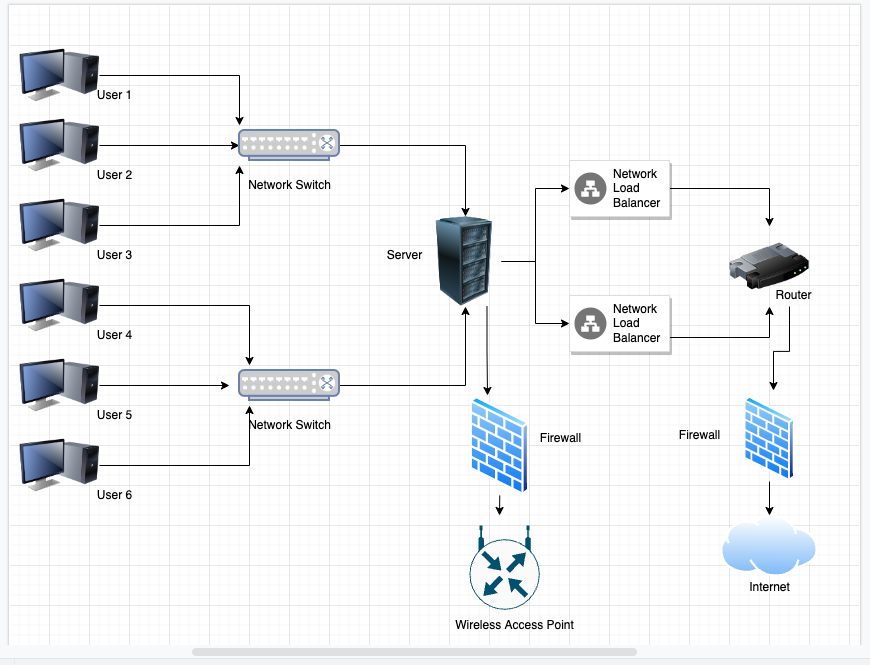 User 1
User 2
Network Switch
User 3
Server
Network
Load
Balancer
Router
User 4
Network
Load
Balancer
User 5
Network Switch
User 6
Firewall
Firewall
Internet
Wireless Access Point